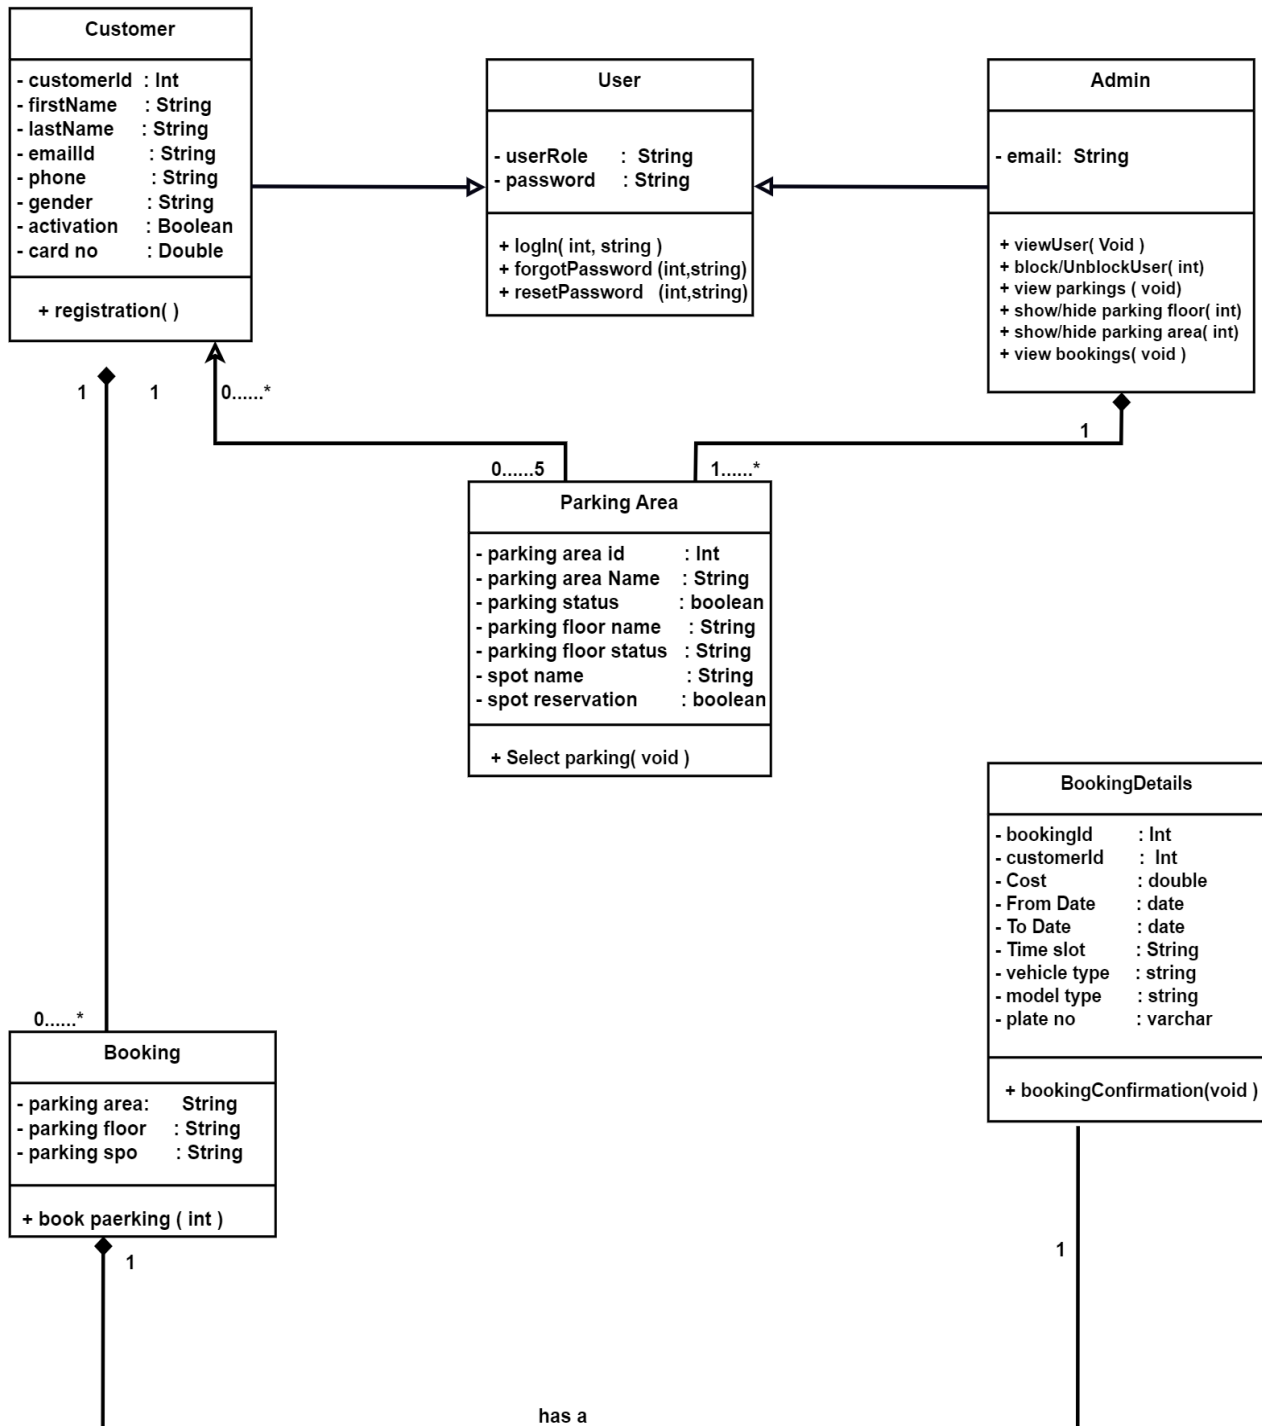 Customer
- customerId : Int
- firstName : String
- lastName : String
- emailId : String
- phone : String
- gender : String
- activation : Boolean
- card no : Double
+ registration( )
User
- userRole : String
- password : String
+ logIn( int, string )
+ forgotPassword (int,string)
+ resetPassword (int,string)
Admin
- email: String
+ viewUser( Void )
+ block/UnblockUser( int)
+ view parkings ( void)
+ show/hide parking floor( int)
+ show/hide parking area( int)
+ view bookings( void )
1
1
0......*
1
0......5
1......*
Parking Area
- parking area id : Int
- parking area Name : String
- parking status : boolean
- parking floor name : String
- parking floor status : String
- spot name : String
- spot reservation : boolean
+ Select parking( void )
BookingDetails
- bookingId : Int
- customerId : Int
- Cost : double
- From Date : date
- To Date : date
- Time slot : String
- vehicle type : string
- model type : string
- plate no : varchar
+ bookingConfirmation(void )
0......*
Booking
- parking area: String
- parking floor : String
- parking spo : String
+ book paerking ( int )
1
1
has a